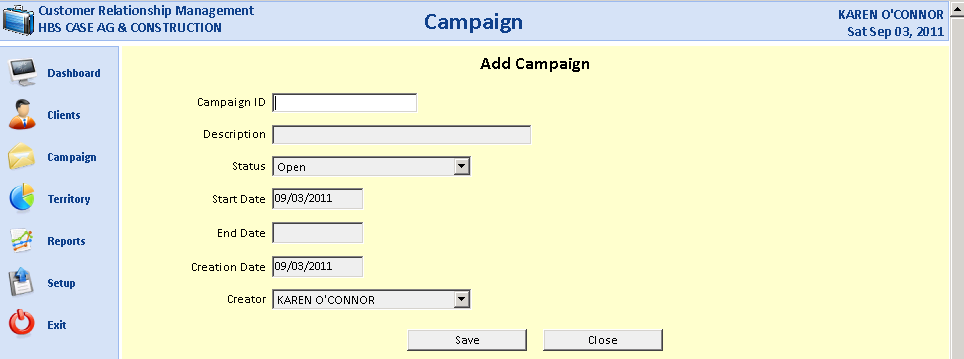 Customer Relationship Management
HBS CASE AG & CONSTRUCTION
Campaign
KAREN O'CONNOR
Sat Sep 03, 2011
Dashboard
Clients
Campaign
Territory
Reports
Setup
Exit
Add Campaign
Campaign ID
Description
Status Open
Start Date 09/03/2011
End Date
Creation Date 09/03/2011
Creator KAREN O'CONNOR
Save Close